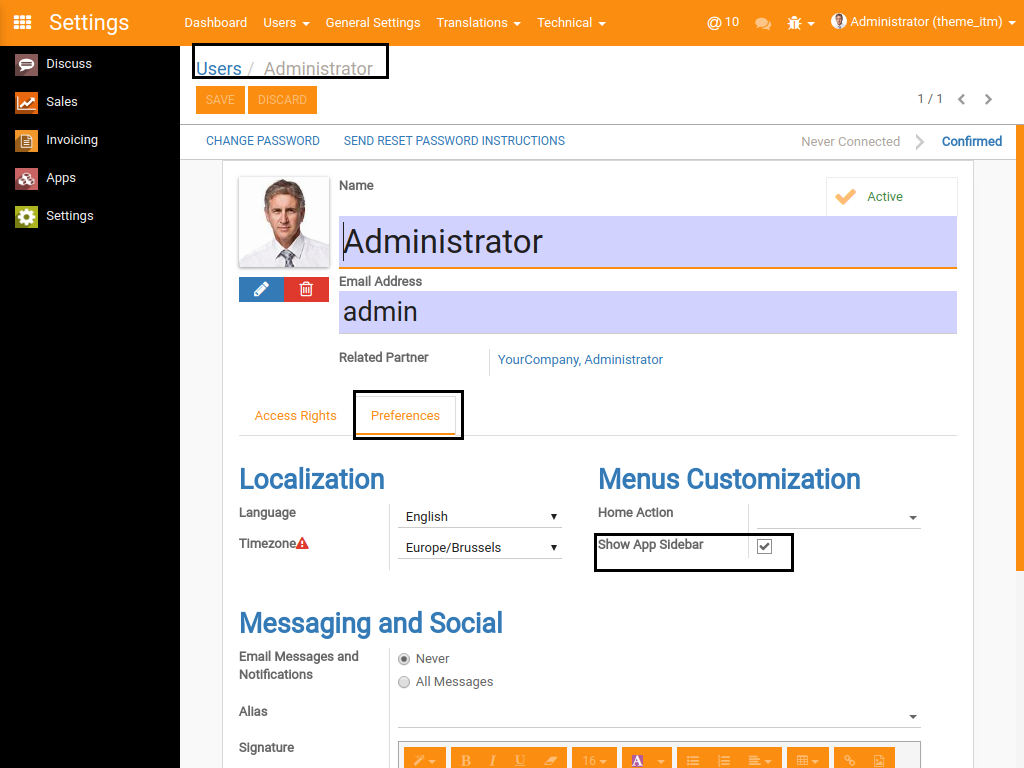 Settings
Dashboard Users General Settings Translations Technical @ 10 Administrator (theme_itm)
Discuss
Sales
Invoicing
Apps
Settings
Users / Administrator
SAVE DISCARD
1 / 1
CHANGE PASSWORD SEND RESET PASSWORD INSTRUCTIONS
Never Connected Confirmed
Name
Active
Administrator
Email Address
admin
Related Partner YourCompany, Administrator
Access Rights Preferences
Localization
Language English
Timezone Europe/Brussels
Menus Customization
Home Action
Show App Sidebar
Messaging and Social
Email Messages and
Notifications
Never
All Messages
Alias
Signature
B I U 16 A